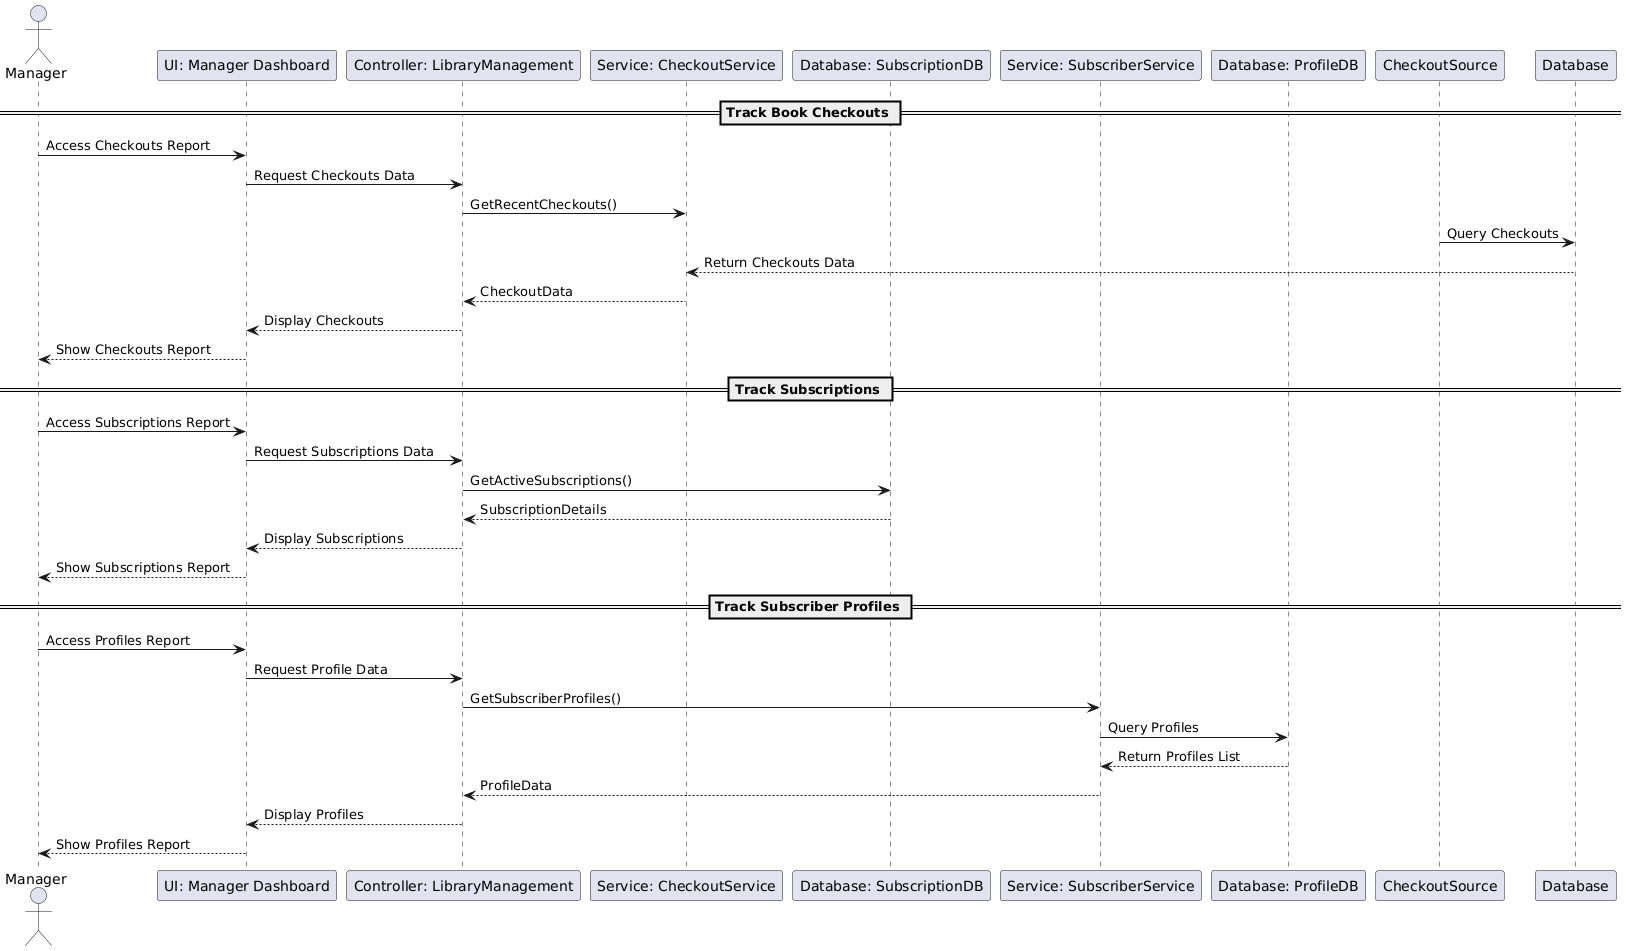 Manager
UI: Manager Dashboard
Controller: LibraryManagement
Service: CheckoutService
Database: SubscriptionDB
Service: SubscriberService
Database: ProfileDB
CheckoutSource
Database
Track Book Checkouts
Access Checkouts Report
Request Checkouts Data
GetRecentCheckouts()
Query Checkouts
Return Checkouts Data
CheckoutData
Display Checkouts
Show Checkouts Report
Track Subscriptions
Access Subscriptions Report
Request Subscriptions Data
GetActiveSubscriptions()
SubscriptionDetails
Display Subscriptions
Show Subscriptions Report
Track Subscriber Profiles
Access Profiles Report
Request Profile Data
GetSubscriberProfiles()
Query Profiles
Return Profiles List
ProfileData
Display Profiles
Show Profiles Report
Manager
UI: Manager Dashboard
Controller: LibraryManagement
Service: CheckoutService
Database: SubscriptionDB
Service: SubscriberService
Database: ProfileDB
CheckoutSource
Database